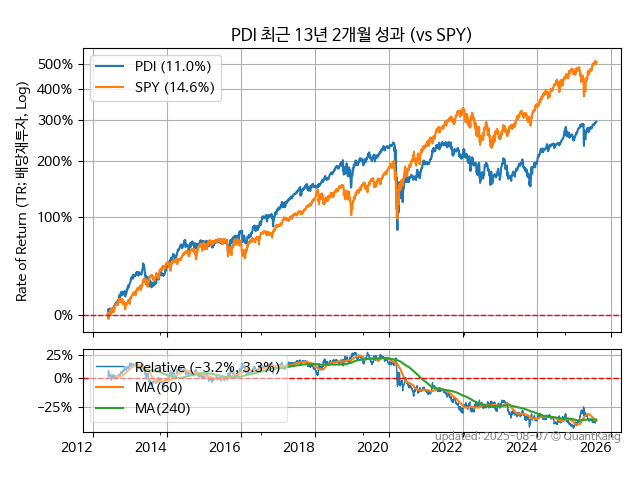 PDI 최근 13년 2개월 성과 (vs SPY)
Rate of Return (TR: 배당재투자, Log)
500%
400%
300%
200%
100%
0%
PDI (11.0%)
SPY (14.6%)
25%
0%
−25%
Relative (-3.2%, 3.3%)
MA(60)
MA(240)
updated: 2025-08-07 © QuantKang
2012 2014 2016 2018 2020 2022 2024 2026